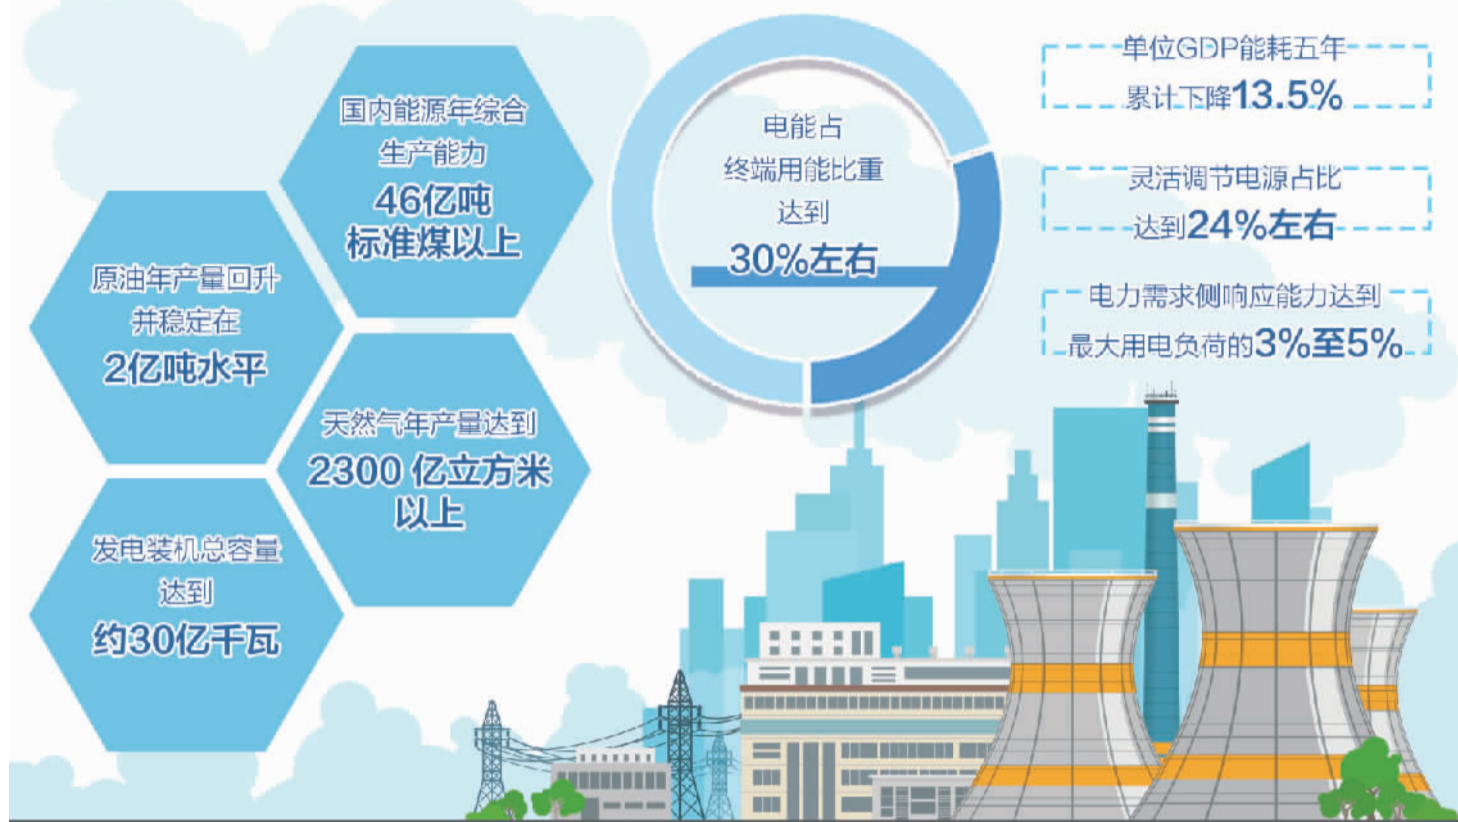 国内能源年综合
生产能力
46亿吨
标准煤以上
原油年产量回升
并稳定在
2亿吨水平
天然气年产量达到
2300 亿立方米
以上
发电装机总容量
达到
约30亿千瓦
电能占
终端用能比重
达到
30%左右
单位GDP能耗五年
累计下降13.5%
灵活调节电源占比
达到24%左右
电力需求侧响应能力达到
最大用电负荷的3%至5%